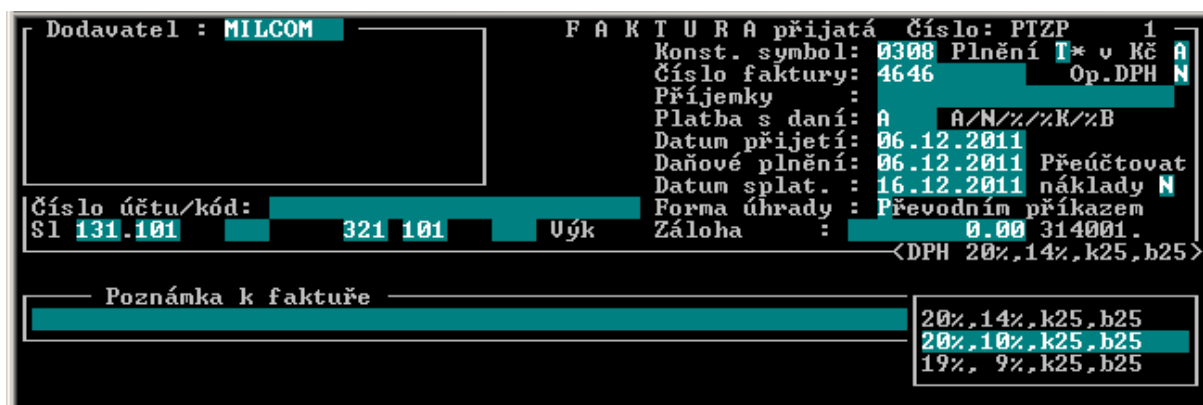 Dodavatel : MILCOM F A K T U R A přijatá Číslo: PTZP 1
Konst. symbol: 0308 Plnění T* v Kč A
Číslo faktury: 4646 Op.DPH N
Příjemky :
Platba s daní: A A/N/%/%K/%B
Datum přijetí: 06.12.2011
Daňové plnění: 06.12.2011 Přeúčtovat
Datum splat. : 16.12.2011 náklady N
Číslo účtu/kód: Forma úhrady : Převodním příkazem
Sl 131.101 321 101 Výk Záloha : 0.00 314001.
<DPH 20%,14%,k25,b25>
Poznámka k faktuře
20%,14%,k25,b25
20%,10%,k25,b25
19%, 9%,k25,b25